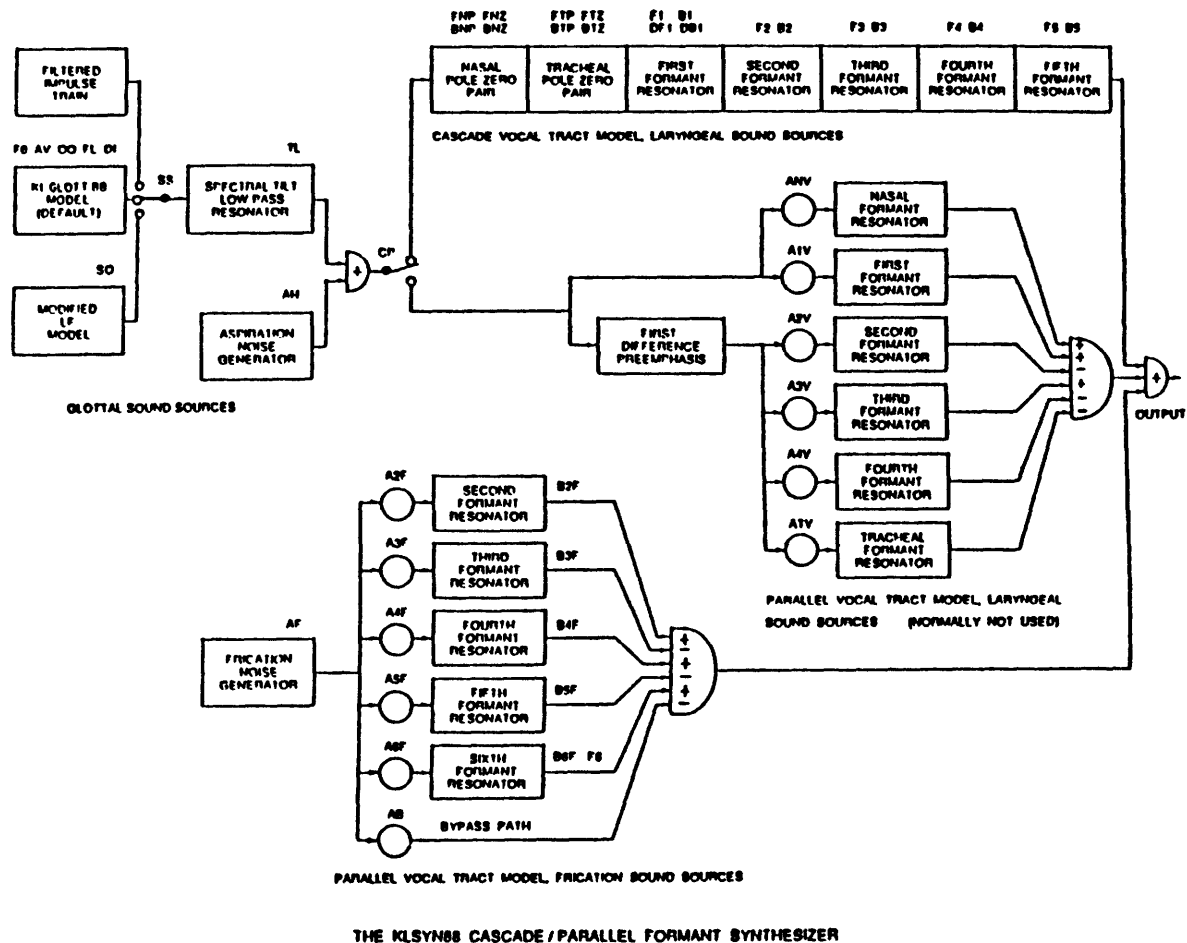 FNP FNZ
BNP BNZ
FTP FTZ
BTP BTZ
F1 B1
DF1 DB1
F2 B2
F3 B3
F4 B4
F5 B5
NASAL
POLE ZERO
PAIR
TRACHEAL
POLE ZERO
PAIR
FIRST
FORMANT
RESONATOR
SECOND
FORMANT
RESONATOR
THIRD
FORMANT
RESONATOR
FOURTH
FORMANT
RESONATOR
FIFTH
FORMANT
RESONATOR
CASCADE VOCAL TRACT MODEL, LARYNGEAL SOUND SOURCES
FILTERED
IMPULSE
TRAIN
F0 AV OQ FL DI
KLGLOTT88
MODEL
(DEFAULT)
SS
SQ
MODIFIED
LF
MODEL
TL
SPECTRAL TILT
LOW PASS
RESONATOR
AH
ASPIRATION
NOISE
GENERATOR
+
CP
GLOTTAL SOUND SOURCES
FIRST
DIFFERENCE
PREEMPHASIS
ANV
NASAL
FORMANT
RESONATOR
A1V
FIRST
FORMANT
RESONATOR
A2V
SECOND
FORMANT
RESONATOR
A3V
THIRD
FORMANT
RESONATOR
A4V
FOURTH
FORMANT
RESONATOR
ATV
TRACHEAL
FORMANT
RESONATOR
+
+
−
+
−
−
+
OUTPUT
PARALLEL VOCAL TRACT MODEL, LARYNGEAL
SOUND SOURCES (NORMALLY NOT USED)
AF
FRICATION
NOISE
GENERATOR
A2F
SECOND
FORMANT
RESONATOR
B2F
A3F
THIRD
FORMANT
RESONATOR
B3F
A4F
FOURTH
FORMANT
RESONATOR
B4F
A5F
FIFTH
FORMANT
RESONATOR
B5F
A6F
SIXTH
FORMANT
RESONATOR
B6F F6
AB
BYPASS PATH
+
−
+
−
+
−
PARALLEL VOCAL TRACT MODEL, FRICATION SOUND SOURCES
THE KLSYN88 CASCADE / PARALLEL FORMANT SYNTHESIZER